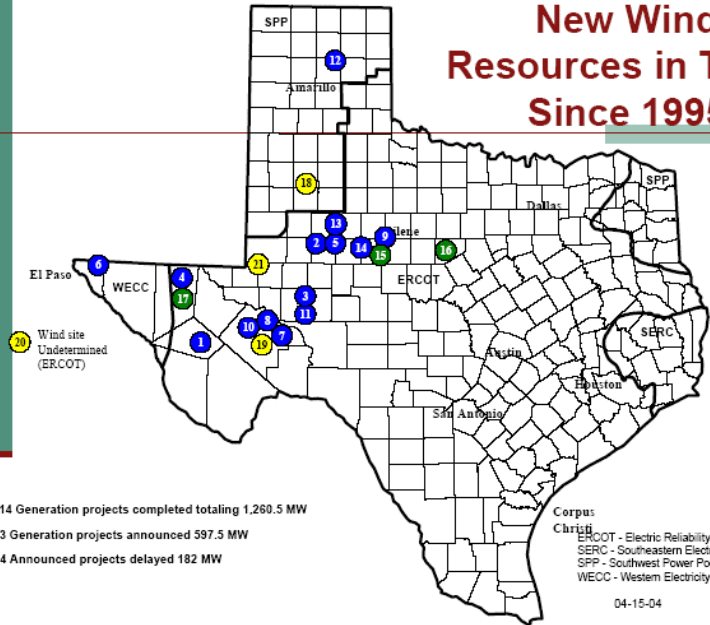 New Wind
Resources in T
Since 1995
SPP
12
Amarillo
18
SPP
Dallas
13
2
5
14
9
ilene
15
16
21
6
El Paso
WECC
4
17
ERCOT
3
11
8
10
7
19
1
20
Wind site
Undetermined
(ERCOT)
SERC
Austin
Houston
San Antonio
Corpus
Christi
14 Generation projects completed totaling 1,260.5 MW
3 Generation projects announced 597.5 MW
4 Announced projects delayed 182 MW
ERCOT - Electric Reliability
SERC - Southeastern Electr
SPP - Southwest Power Po
WECC - Western Electricity
04-15-04